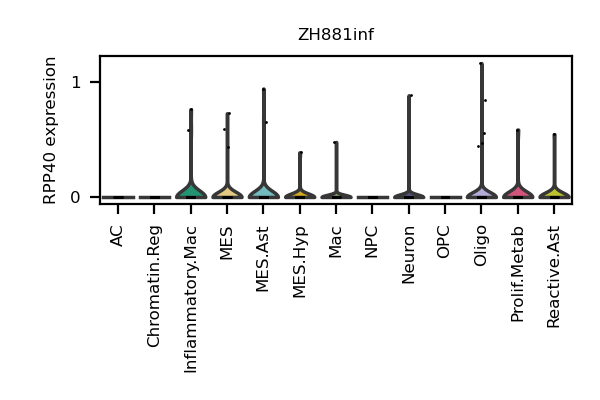 ZH881inf
RPP40 expression
1
0
AC
Chromatin.Reg
Inflammatory.Mac
MES
MES.Ast
MES.Hyp
Mac
NPC
Neuron
OPC
Oligo
Prolif.Metab
Reactive.Ast